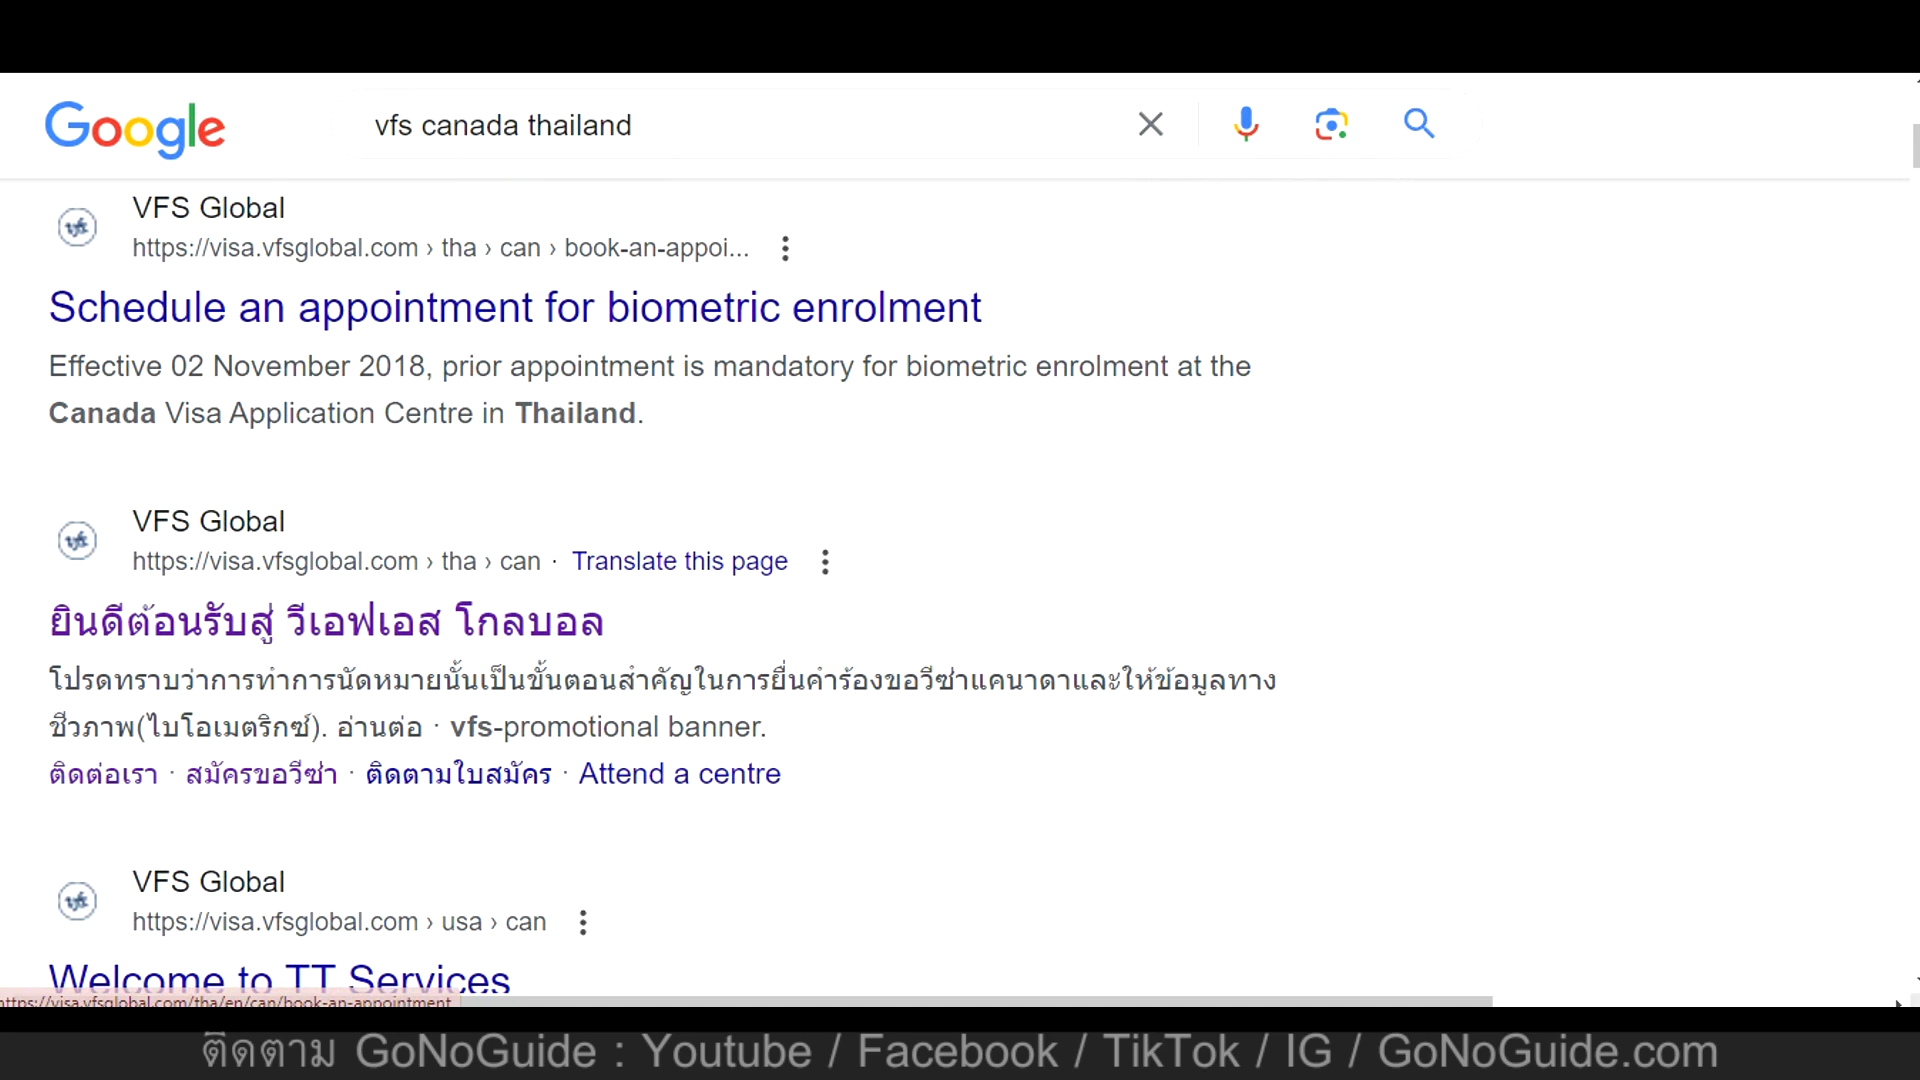 Google
vfs canada thailand
VFS Global
https://visa.vfsglobal.com › tha › can › book-an-appoi...
Schedule an appointment for biometric enrolment
Effective 02 November 2018, prior appointment is mandatory for biometric enrolment at the
Canada Visa Application Centre in Thailand.
VFS Global
https://visa.vfsglobal.com › tha › can · Translate this page
ยินดีต้อนรับสู่ วีเอฟเอส โกลบอล
โปรดทราบว่าการทำการนัดหมายนั้นเป็นขั้นตอนสำคัญในการยื่นคำร้องขอวีซ่าแคนาดาและให้ข้อมูลทาง
ชีวภาพ(ไบโอเมตริกซ์). อ่านต่อ · vfs-promotional banner.
ติดต่อเรา · สมัครขอวีซ่า · ติดตามใบสมัคร · Attend a centre
VFS Global
https://visa.vfsglobal.com › usa › can
Welcome to TT Services
https://visa.vfsglobal.com/tha/en/can/book-an-appointment
ติดตาม GoNoGuide : Youtube / Facebook / TikTok / IG / GoNoGuide.com